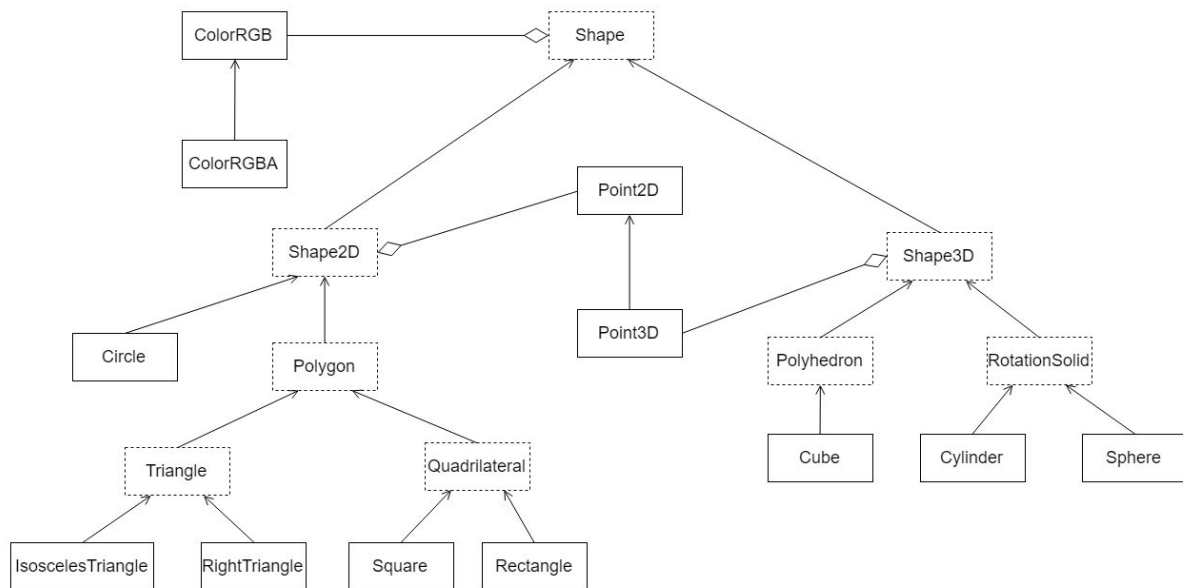 ColorRGB
Shape
ColorRGBA
Point2D
Shape2D
Shape3D
Point3D
Circle
Polygon
Polyhedron
RotationSolid
Triangle
Quadrilateral
Cube
Cylinder
Sphere
IsoscelesTriangle
RightTriangle
Square
Rectangle